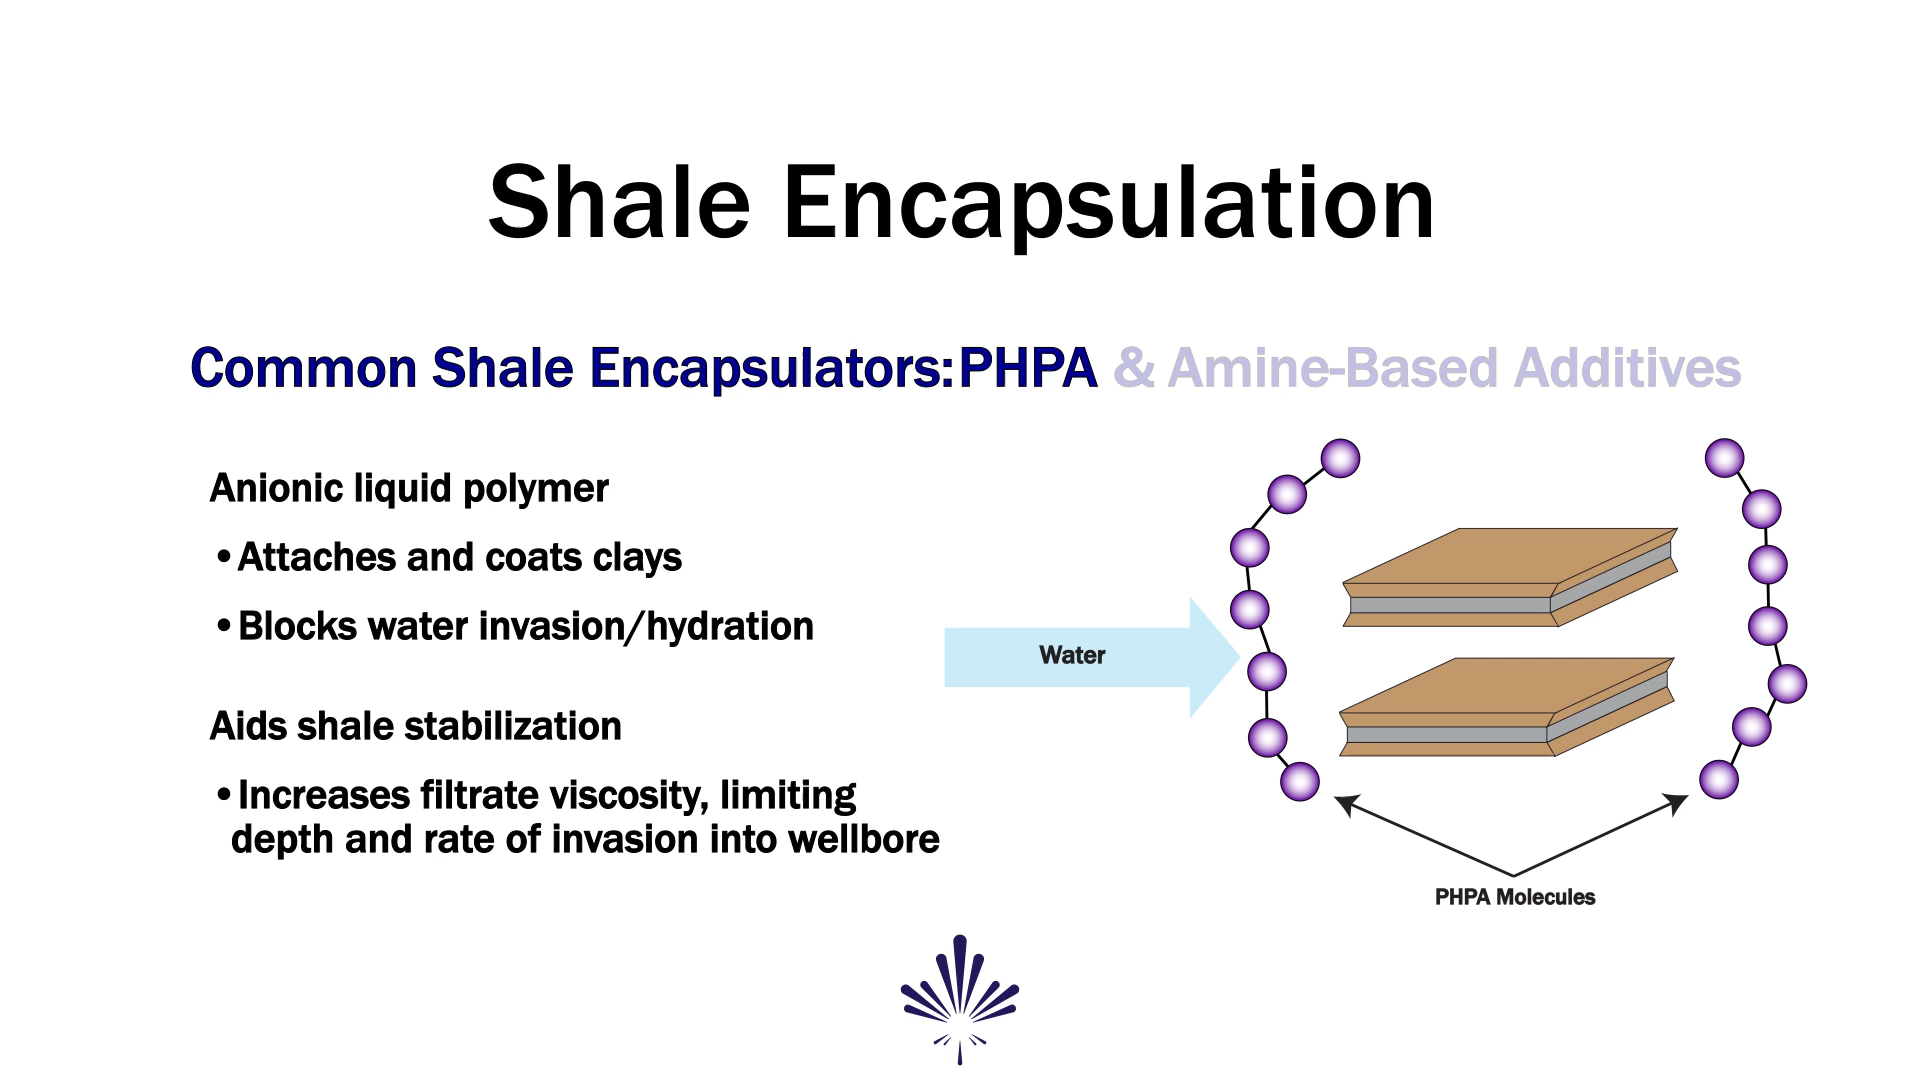 Shale Encapsulation
Common Shale Encapsulators: PHPA & Amine-Based Additives
Anionic liquid polymer
•Attaches and coats clays
•Blocks water invasion/hydration
Aids shale stabilization
•Increases filtrate viscosity, limiting
depth and rate of invasion into wellbore
Water
PHPA Molecules